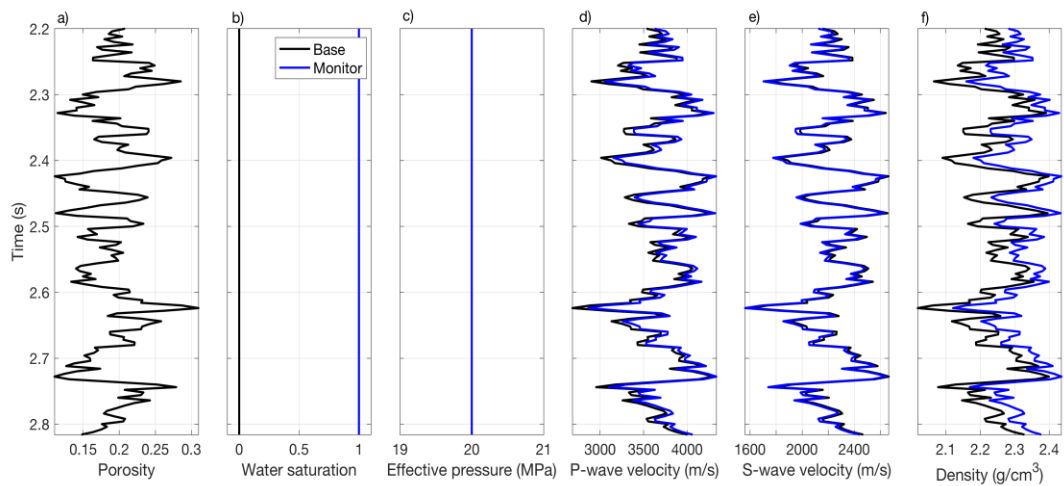 a) b) c) d) e) f)
2.2
2.3
2.4
2.5
2.6
2.7
2.8
Time (s)
Base
Monitor
0.15 0.2 0.25 0.3
Porosity
0 0.5 1
Water saturation
19 20 21
Effective pressure (MPa)
3000 3500 4000
P-wave velocity (m/s)
1600 2000 2400
S-wave velocity (m/s)
2.1 2.2 2.3 2.4
Density (g/cm³)